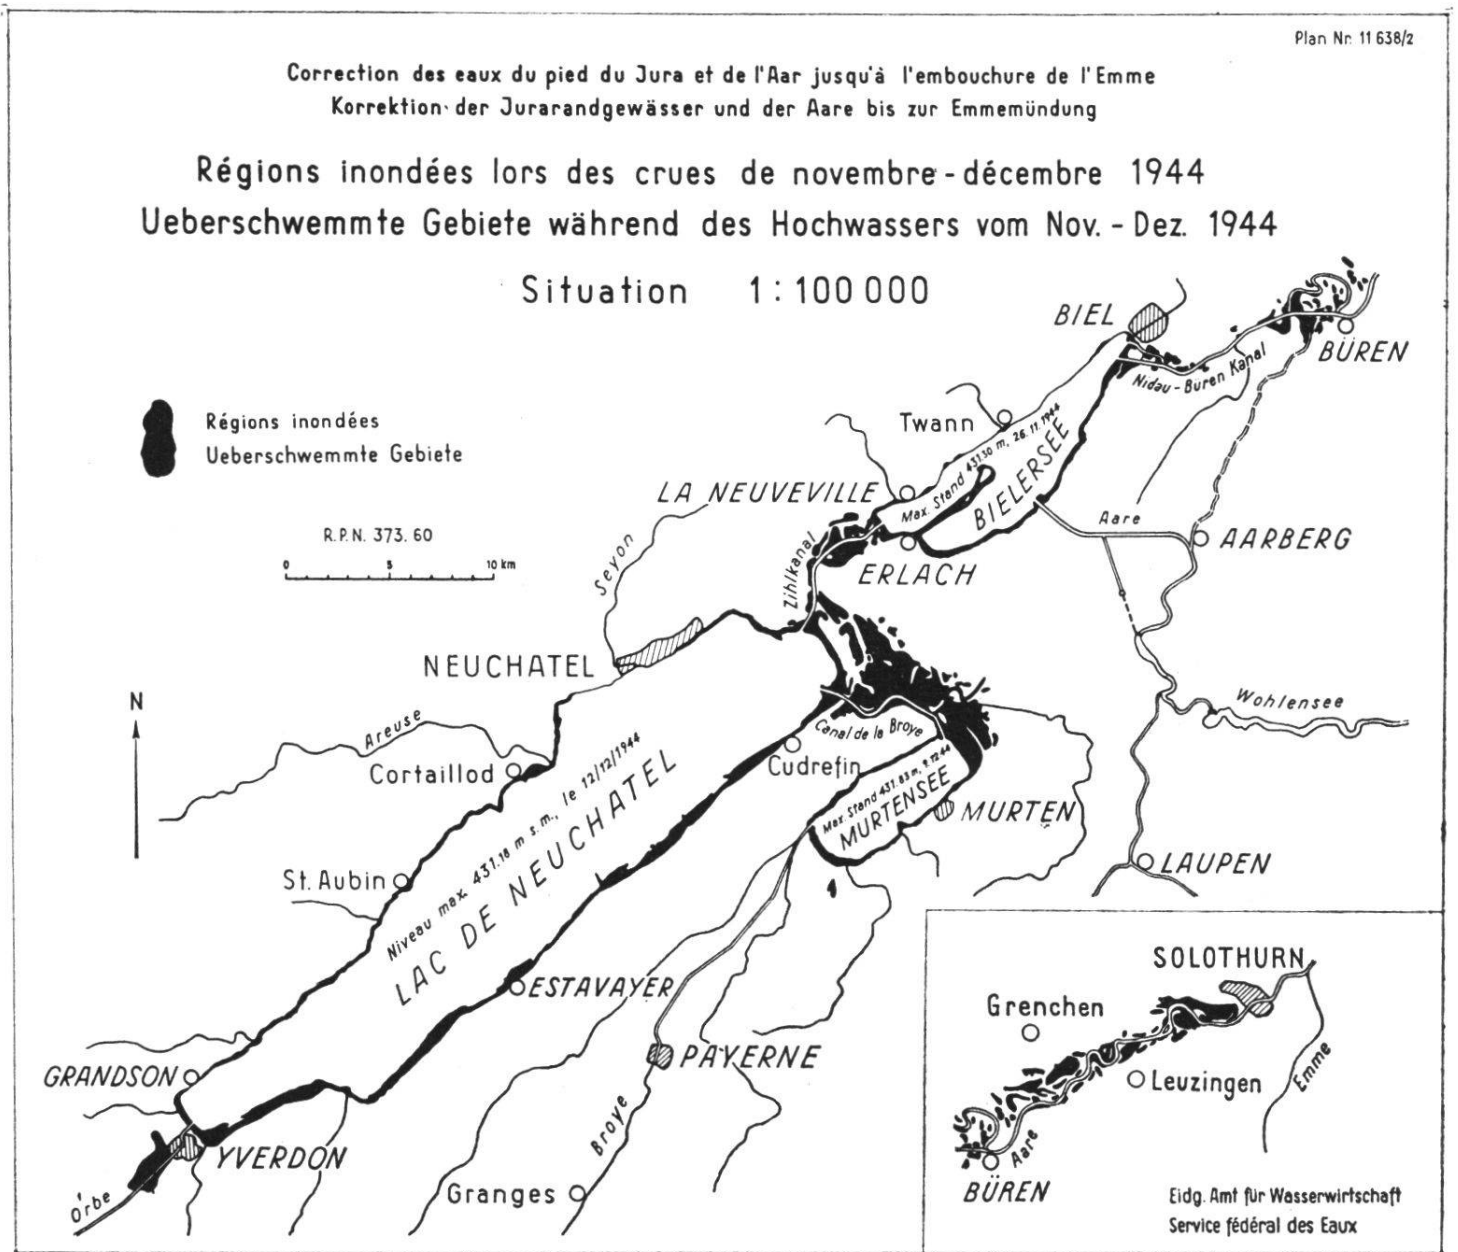 Plan Nr. 11 638/2
Correction des eaux du pied du Jura et de l'Aar jusqu'à l'embouchure de l'Emme
Korrektion der Jurarandgewässer und der Aare bis zur Emmemündung
Régions inondées lors des crues de novembre-décembre 1944
Ueberschwemmte Gebiete während des Hochwassers vom Nov. - Dez. 1944
Situation 1 : 100 000
BIEL
BÜREN
Nidau-Buren Kanal
Régions inondées
Ueberschwemmte Gebiete
Twann
Max. Stand 431.30 m, 26.11.1944
BIELERSEE
LA NEUVEVILLE
R.P.N. 373.60
0 5 10 km
Seyon
Zihlkanal
ERLACH
Aare
AARBERG
NEUCHATEL
N
Areuse
Wohlensee
Cortaillod
Canal de la Broye
Cudrefin
Max. Stand 431.83 m, 9.12.44
MURTENSEE
MURTEN
Niveau max. 431.18 m s.m., le 12/12/1944
LAC DE NEUCHATEL
St. Aubin
LAUPEN
ESTAVAYER
SOLOTHURN
Grenchen
GRANDSON
PAYERNE
Leuzingen
Emme
YVERDON
Broye
Aare
Orbe
Granges
BÜREN
Eidg. Amt für Wasserwirtschaft
Service fédéral des Eaux